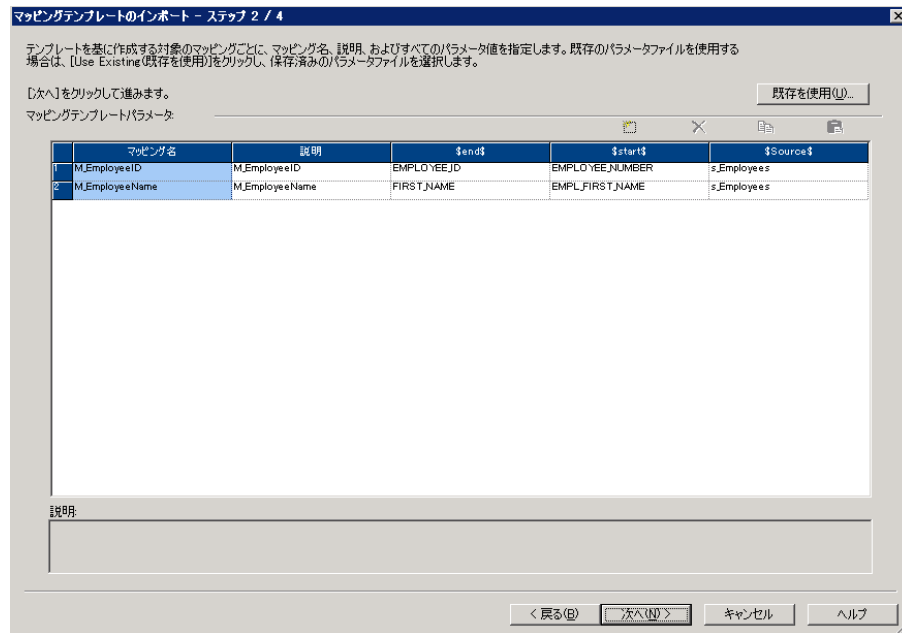 マッピングテンプレートのインポート - ステップ 2 / 4
テンプレートを基に作成する対象のマッピングごとに、マッピング名、説明、およびすべてのパラメータ値を指定します。既存のパラメータファイルを使用する
場合は、[Use Existing(既存を使用)]をクリックし、保存済みのパラメータファイルを選択します。
[次へ]をクリックして進みます。
既存を使用(U)...
マッピングテンプレートパラメータ:
マッピング名 説明 $end$ $start$ $Source$
1 M_EmployeeID M_EmployeeID EMPLOYEE_ID EMPLOYEE_NUMBER s_Employees
2 M_EmployeeName M_EmployeeName FIRST_NAME EMPL_FIRST_NAME s_Employees
説明:
< 戻る(B) 次へ(N) > キャンセル ヘルプ